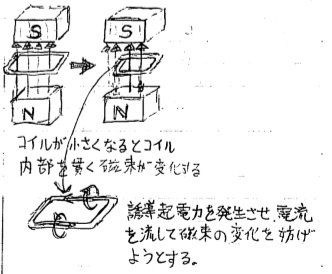 S
S
N
N
コイルが小さくなるとコイル
内部を貫く磁束が変化する
誘導起電力を発生させ、電流
を流して磁束の変化を妨げ
ようとする。